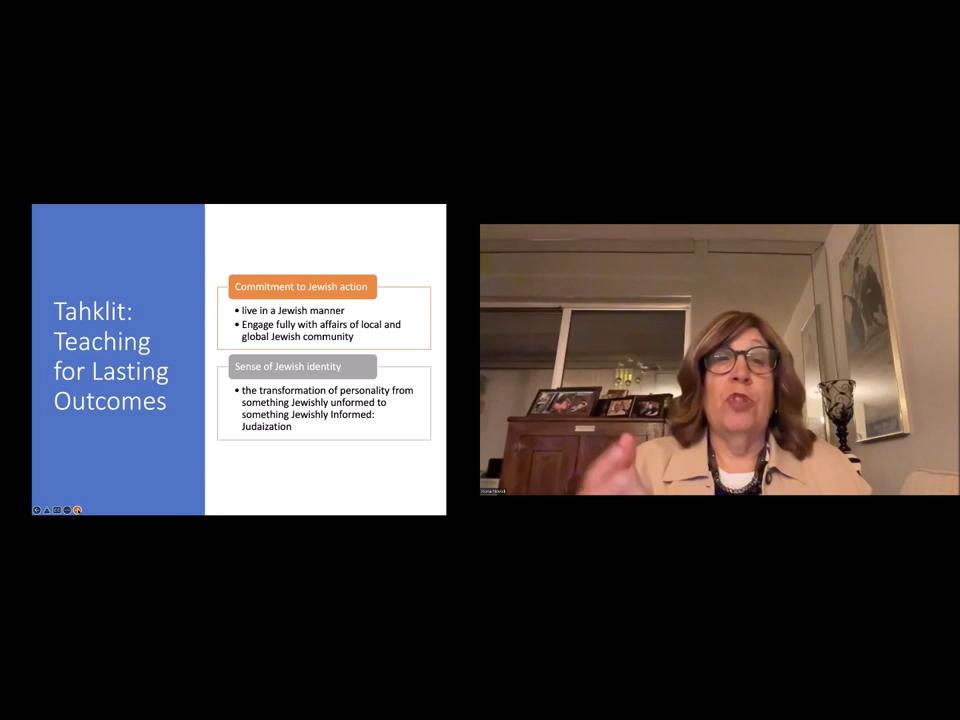 Tahklit:
Teaching
for Lasting
Outcomes
Commitment to Jewish action
• live in a Jewish manner
• Engage fully with affairs of local and
global Jewish community
Sense of Jewish identity
• the transformation of personality from
something Jewishly unformed to
something Jewishly Informed:
Judaization